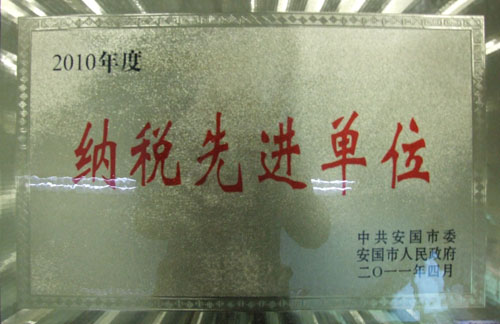 2010年度
纳税先进单位
中共安国市委
安国市人民政府
二〇一一年四月